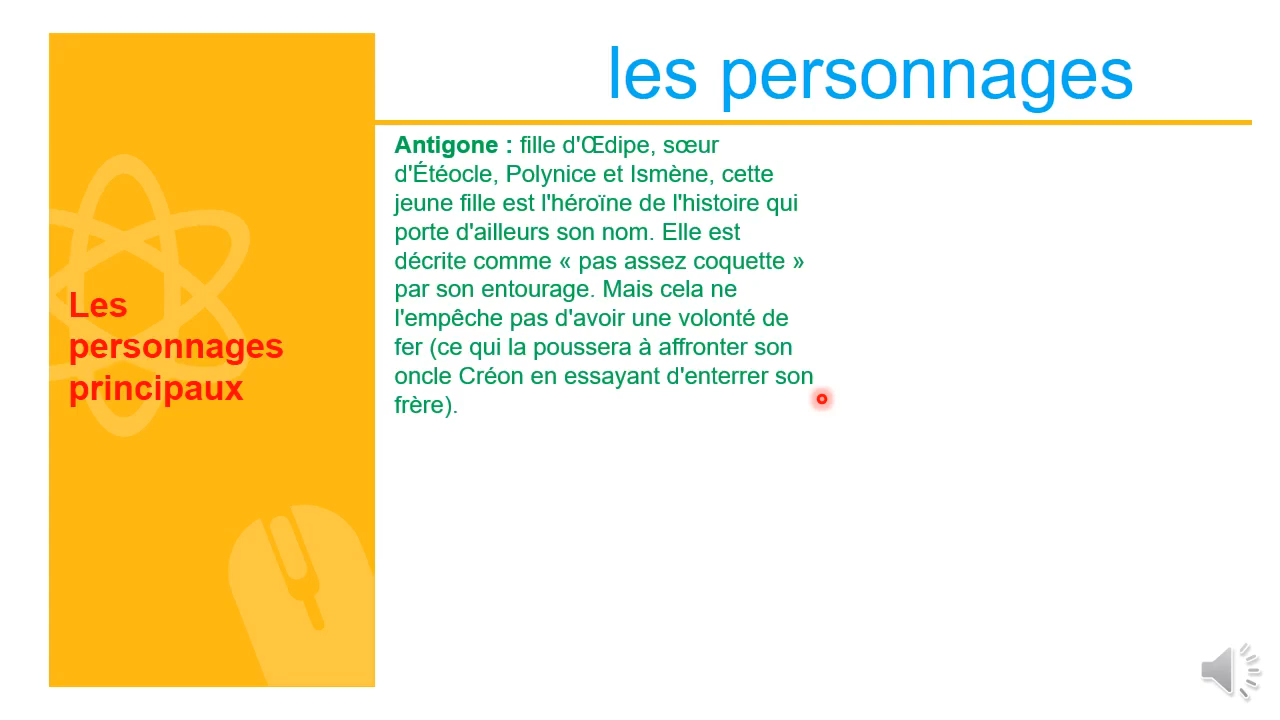 les personnages
Les
personnages
principaux
Antigone : fille d'Œdipe, sœur
d'Étéocle, Polynice et Ismène, cette
jeune fille est l'héroïne de l'histoire qui
porte d'ailleurs son nom. Elle est
décrite comme « pas assez coquette »
par son entourage. Mais cela ne
l'empêche pas d'avoir une volonté de
fer (ce qui la poussera à affronter son
oncle Créon en essayant d'enterrer son
frère).